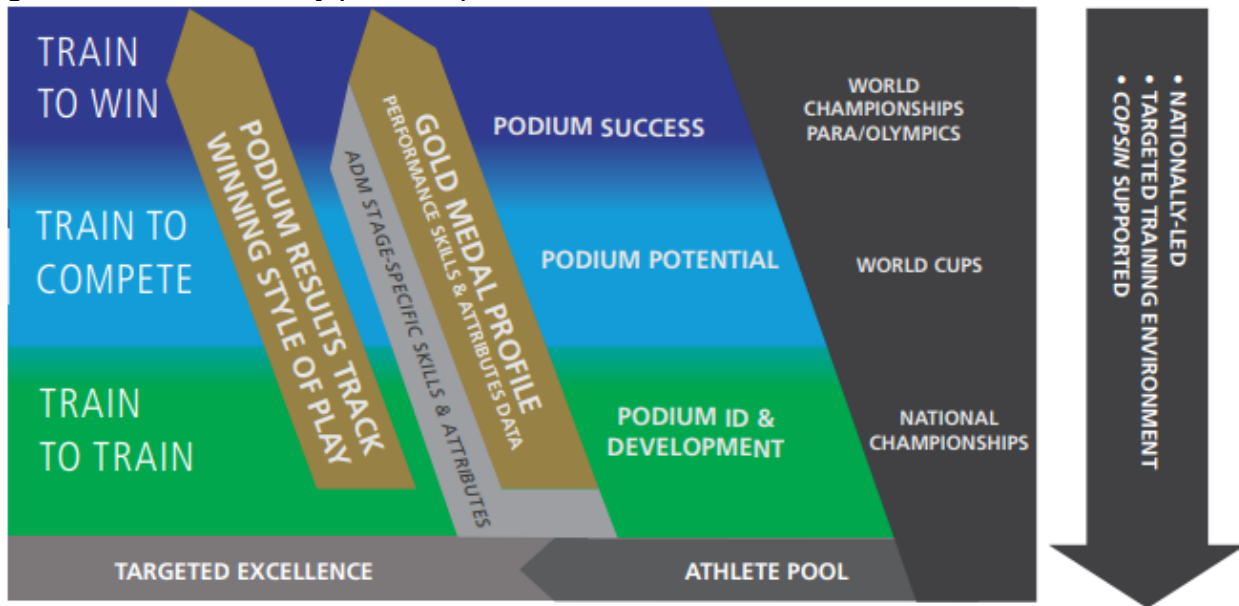 TRAIN
TO WIN
PODIUM RESULTS TRACK
WINNING STYLE OF PLAY
ADM STAGE-SPECIFIC SKILLS & ATTRIBUTES
GOLD MEDAL PROFILE
PERFORMANCE SKILLS & ATTRIBUTES DATA
PODIUM SUCCESS
WORLD
CHAMPIONSHIPS
PARA/OLYMPICS
TRAIN TO
COMPETE
PODIUM POTENTIAL
WORLD CUPS
TRAIN
TO TRAIN
PODIUM ID &
DEVELOPMENT
NATIONAL
CHAMPIONSHIPS
TARGETED EXCELLENCE
ATHLETE POOL
• NATIONALLY-LED
• TARGETED TRAINING ENVIRONMENT
• COPSIN SUPPORTED